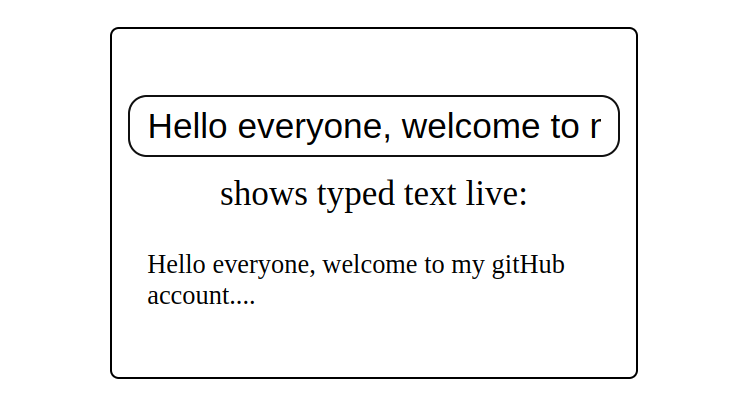 Hello everyone, welcome to
shows typed text live:
Hello everyone, welcome to my gitHub
account....